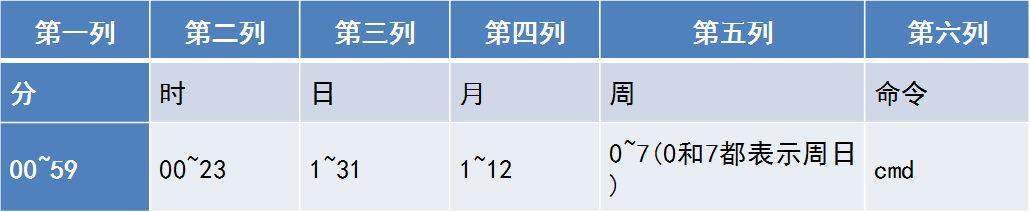 第一列 第二列 第三列 第四列 第五列 第六列
分 时 日 月 周 命令
00~59 00~23 1~31 1~12 0~7(0和7都表示周日) cmd